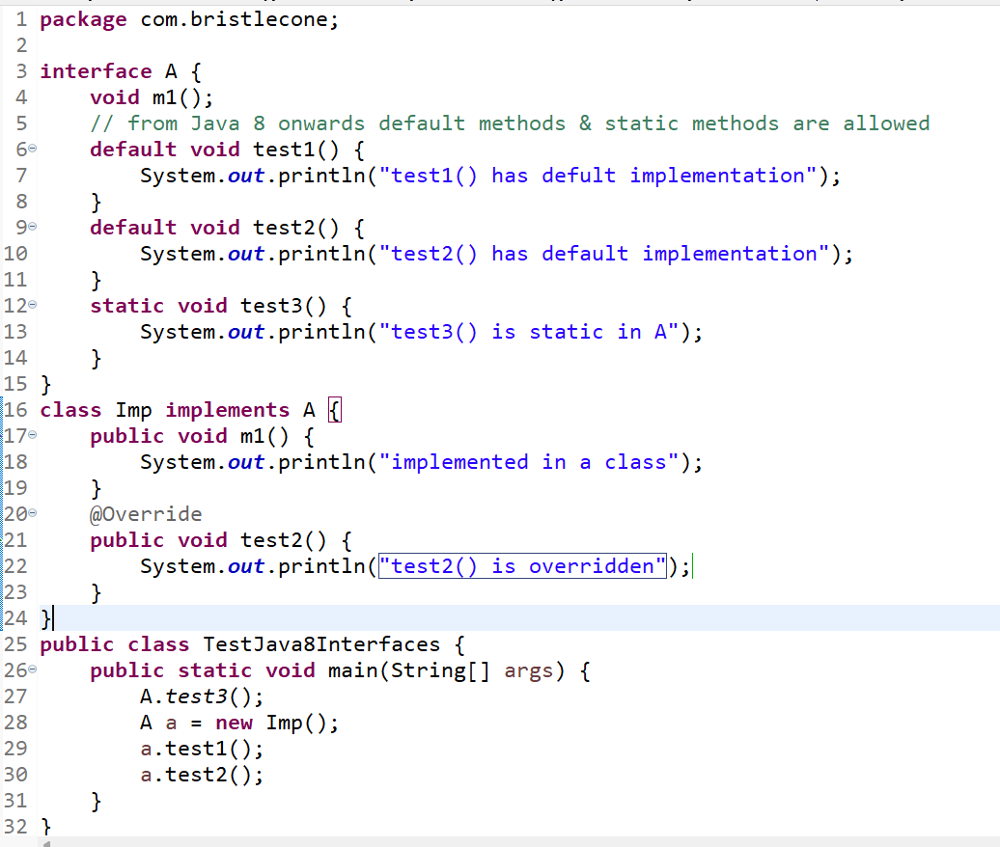 1 package com.bristlecone;
2
3 interface A {
4     void m1();
5     // from Java 8 onwards default methods & static methods are allowed
6     default void test1() {
7         System.out.println("test1() has defult implementation");
8     }
9     default void test2() {
10         System.out.println("test2() has default implementation");
11     }
12     static void test3() {
13         System.out.println("test3() is static in A");
14     }
15 }
16 class Imp implements A {
17     public void m1() {
18         System.out.println("implemented in a class");
19     }
20     @Override
21     public void test2() {
22         System.out.println("test2() is overridden");
23     }
24 }
25 public class TestJava8Interfaces {
26     public static void main(String[] args) {
27         A.test3();
28         A a = new Imp();
29         a.test1();
30         a.test2();
31     }
32 }